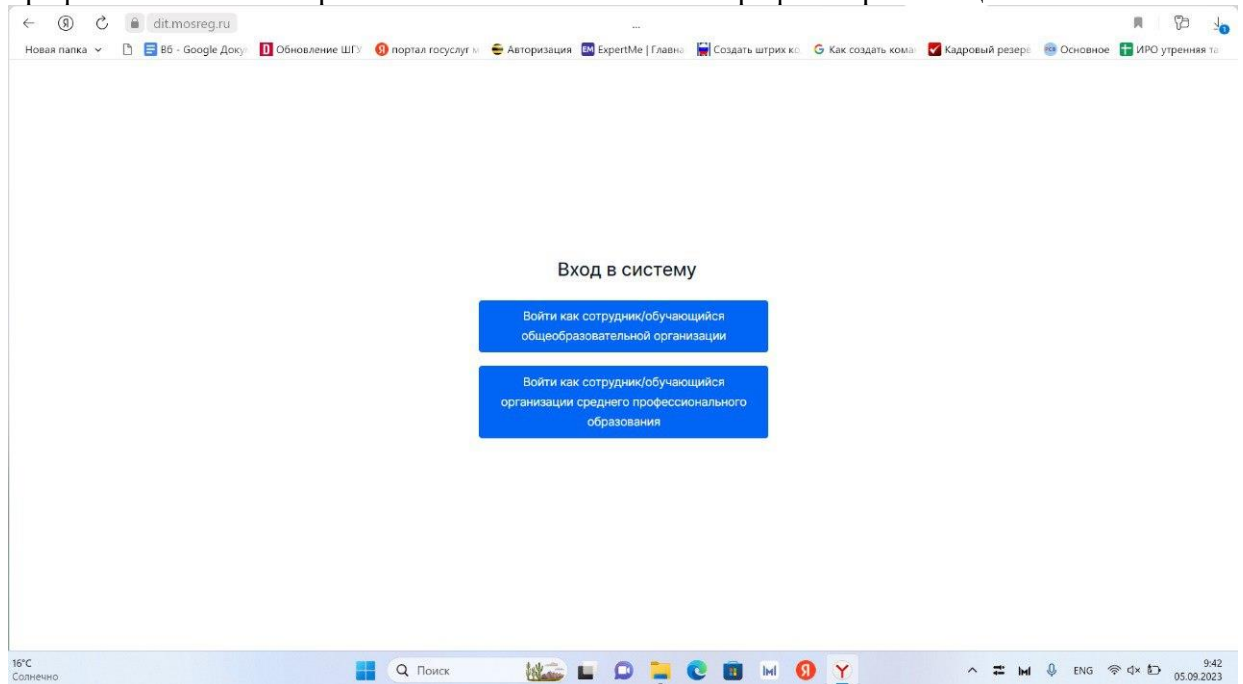 dit.mosreg.ru
...
Новая папка
В6 - Google Доку
Обновление ШГУ
портал госуслуг м
Авторизация
ExpertMe | Главна
Создать штрих ко
Как создать кома
Кадровый резерв
Основное
ИРО утренняя та
Вход в систему
Войти как сотрудник/обучающийся
общеобразовательной организации
Войти как сотрудник/обучающийся
организации среднего профессионального
образования
16°C
Солнечно
Поиск
ENG
9:42
05.09.2023